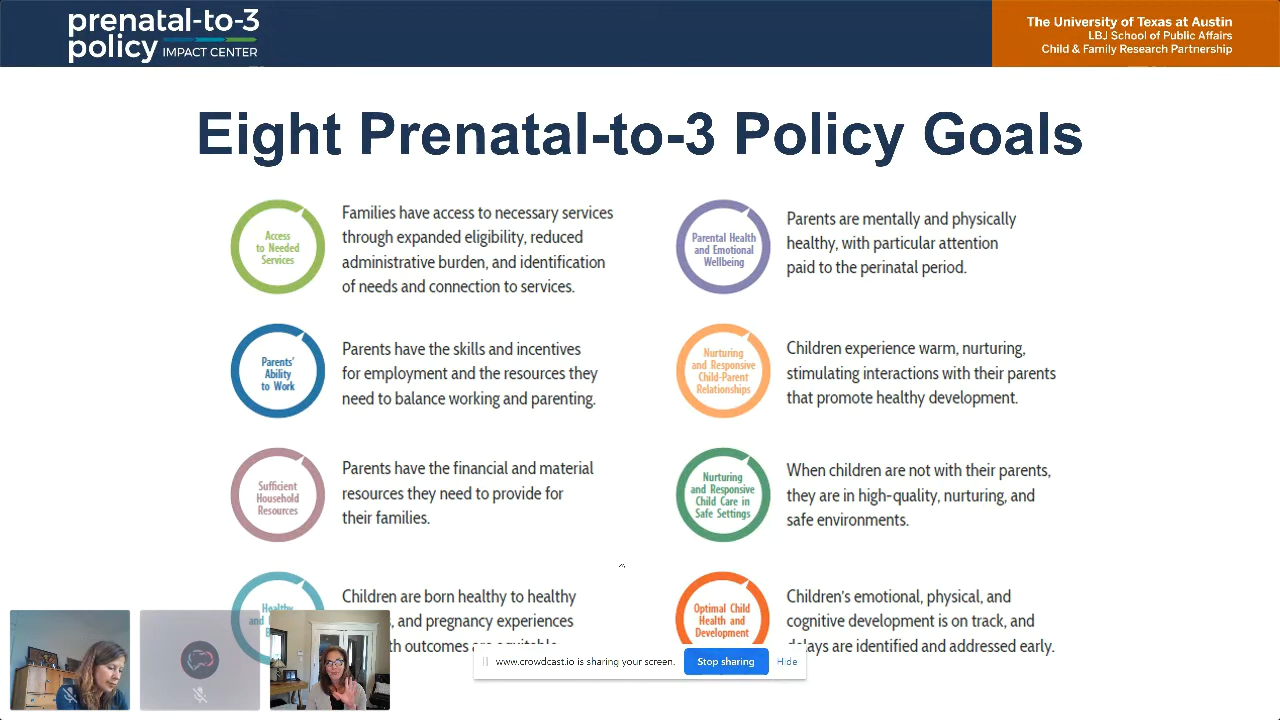 prenatal-to-3
policy IMPACT CENTER
The University of Texas at Austin
LBJ School of Public Affairs
Child & Family Research Partnership
Eight Prenatal-to-3 Policy Goals
Access
to Needed
Services
Families have access to necessary services
through expanded eligibility, reduced
administrative burden, and identification
of needs and connection to services.
Parents'
Ability
to Work
Parents have the skills and incentives
for employment and the resources they
need to balance working and parenting.
Sufficient
Household
Resources
Parents have the financial and material
resources they need to provide for
their families.
Healthy
Children are born healthy to healthy
and pregnancy experiences
outcomes are equitable.
Parental Health
and Emotional
Wellbeing
Parents are mentally and physically
healthy, with particular attention
paid to the perinatal period.
Nurturing
and Responsive
Child-Parent
Relationships
Children experience warm, nurturing,
stimulating interactions with their parents
that promote healthy development.
Nurturing
and Responsive
Child Care in
Safe Settings
When children are not with their parents,
they are in high-quality, nurturing, and
safe environments.
Optimal Child
Health and
Development
Children's emotional, physical, and
cognitive development is on track, and
delays are identified and addressed early.
www.crowdcast.io is sharing your screen.
Stop sharing
Hide